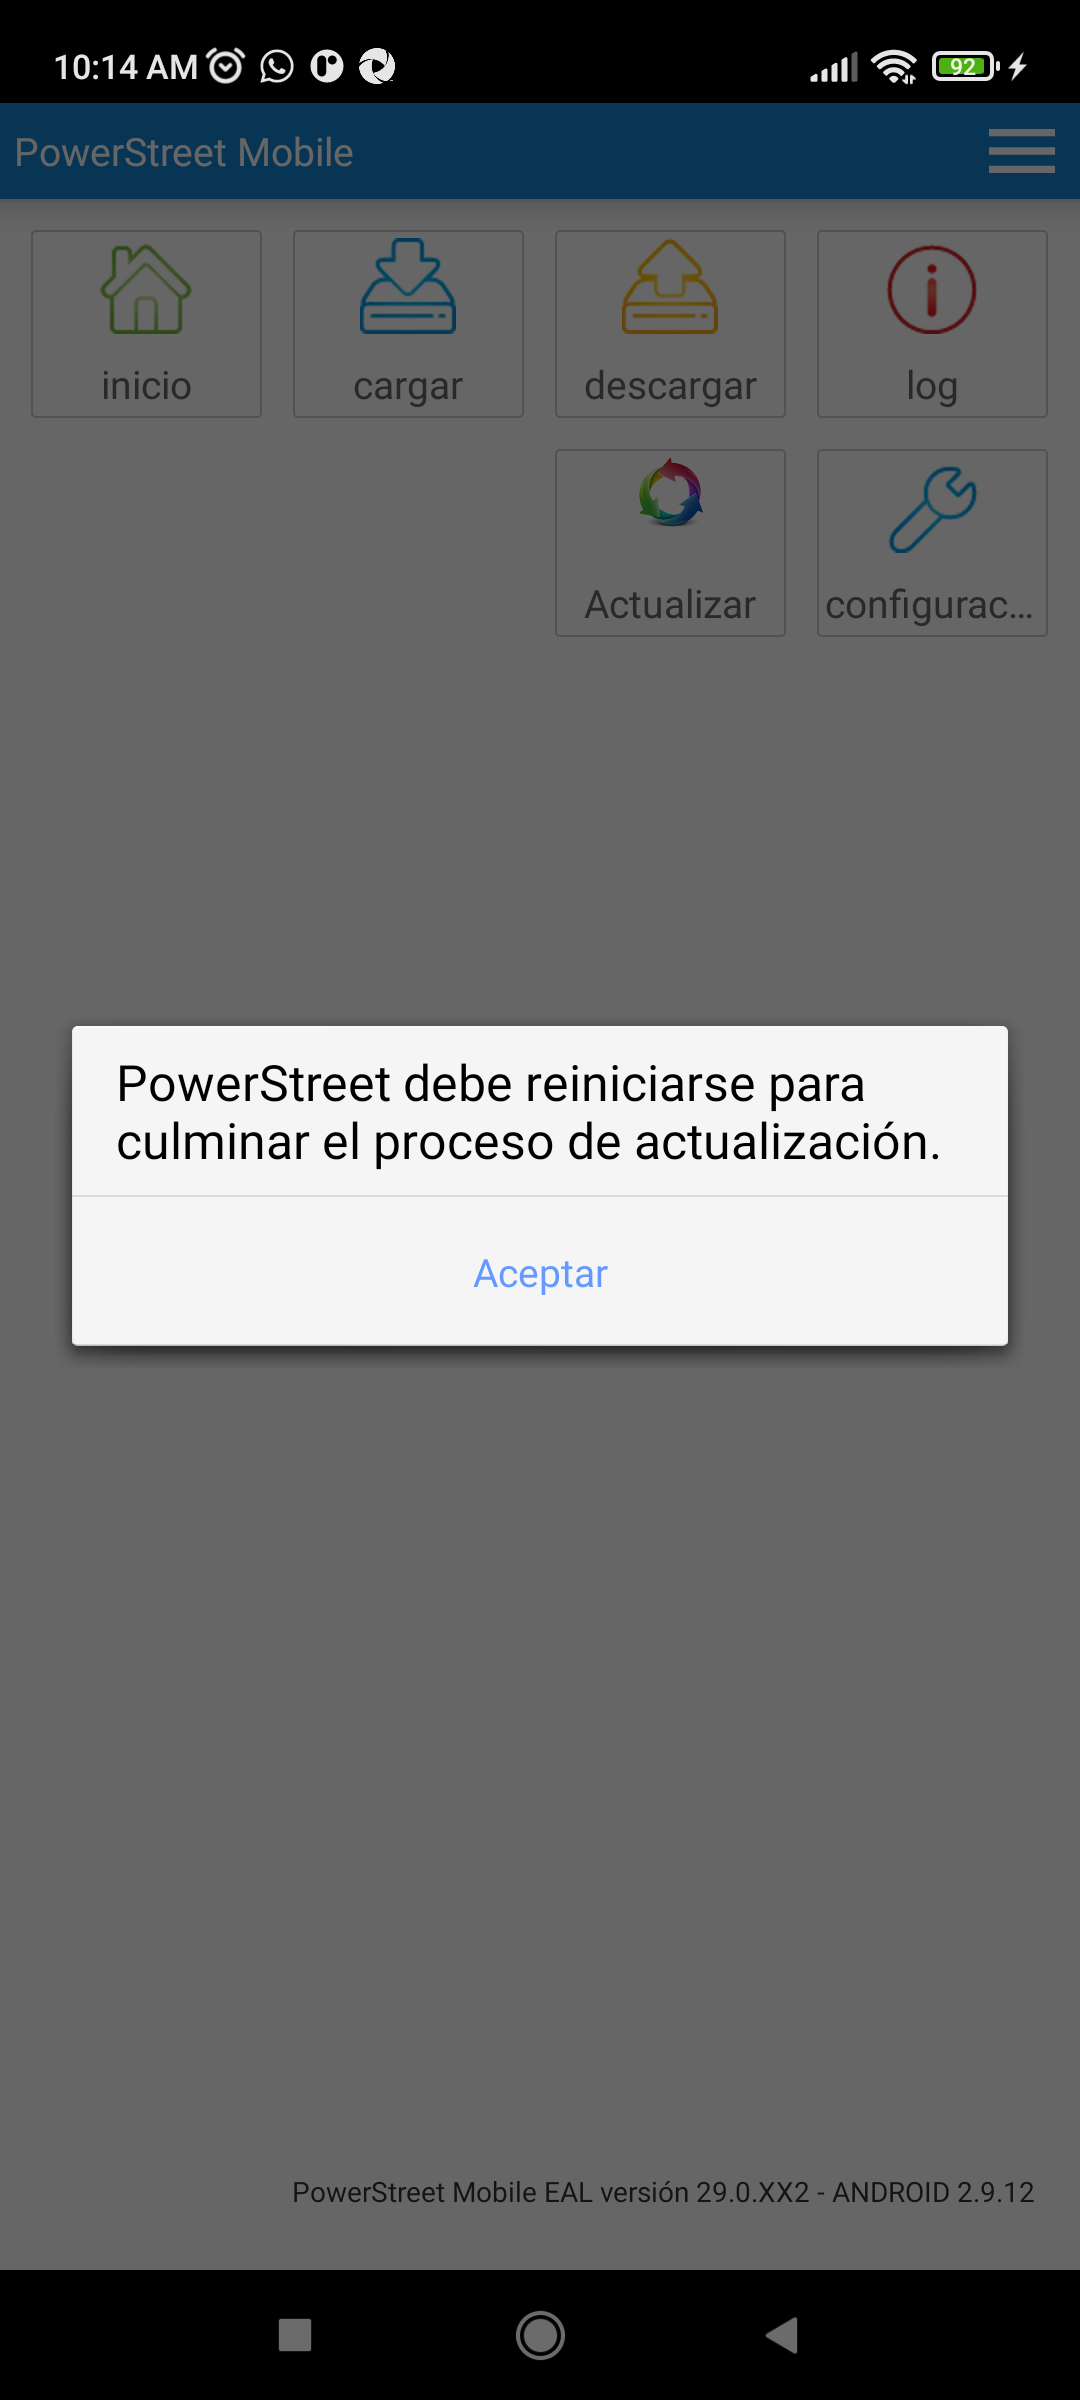 10:14 AM
92
PowerStreet Mobile
inicio
cargar
descargar
log
Actualizar
configurac...
PowerStreet debe reiniciarse para
culminar el proceso de actualización.
Aceptar
PowerStreet Mobile EAL versión 29.0.XX2 - ANDROID 2.9.12